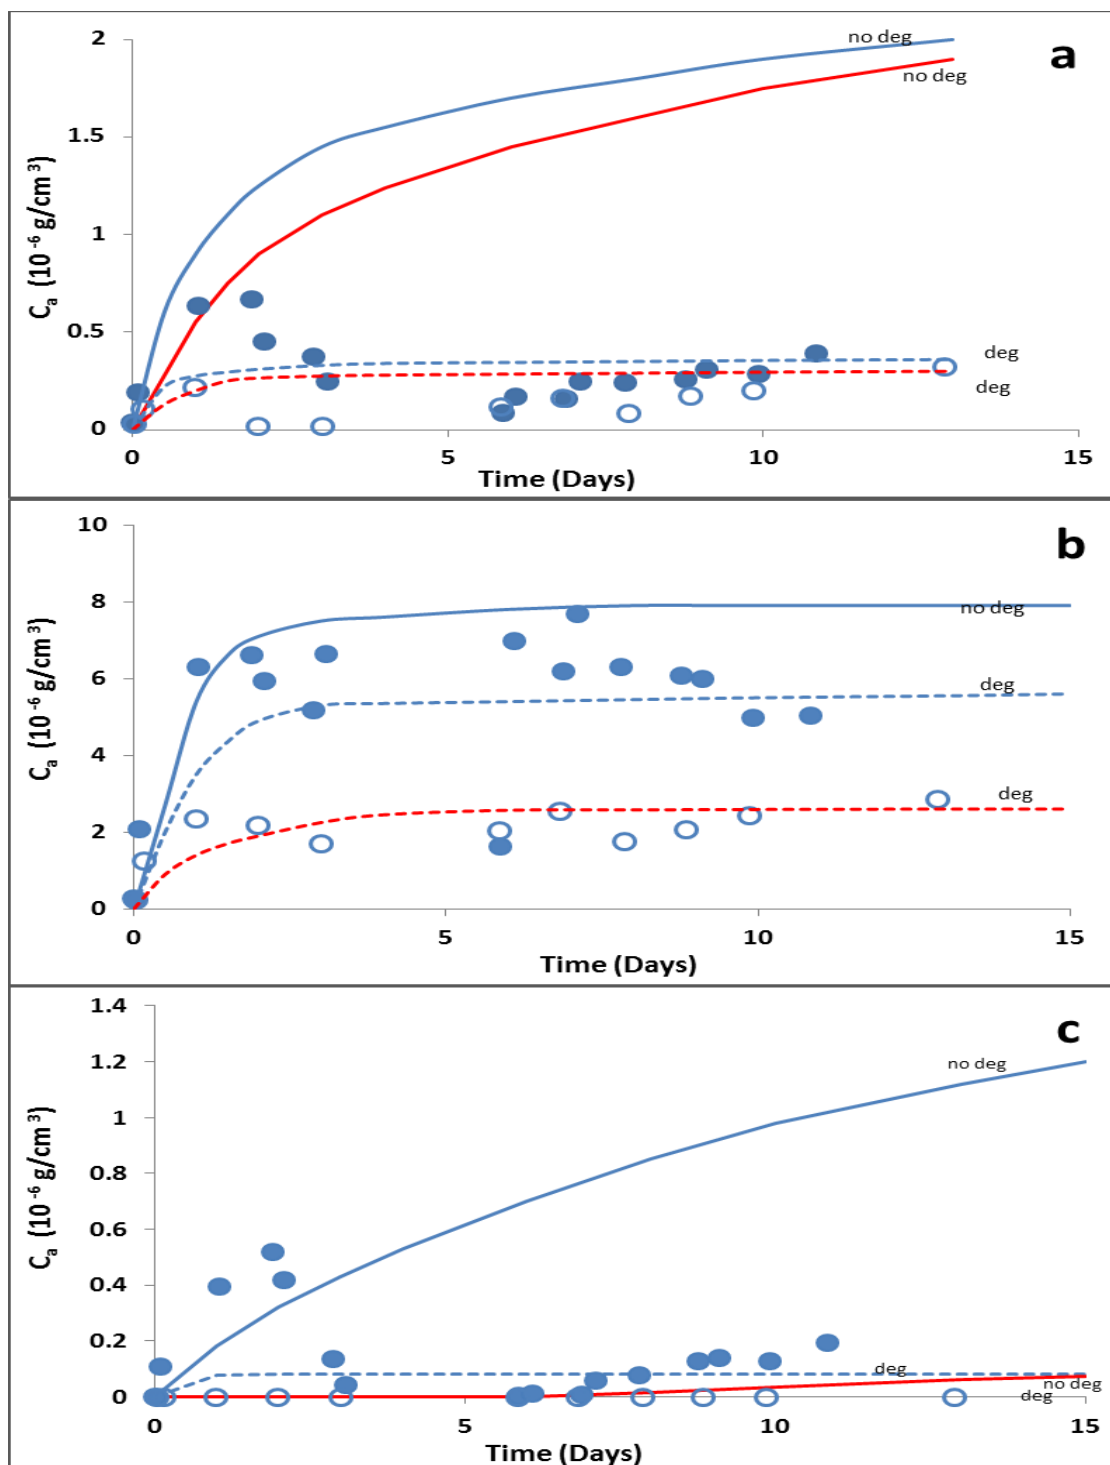 a
2
1.5
1
0.5
0
C_a (10^-6 g/cm^3)
no deg
no deg
deg
deg
0 5 10 15
Time (Days)
b
10
8
6
4
2
0
C_a (10^-6 g/cm^3)
no deg
deg
deg
0 5 10 15
Time (Days)
c
1.4
1.2
1
0.8
0.6
0.4
0.2
0
C_a (10^-6 g/cm^3)
no deg
deg
no deg
deg
0 5 10 15
Time (Days)